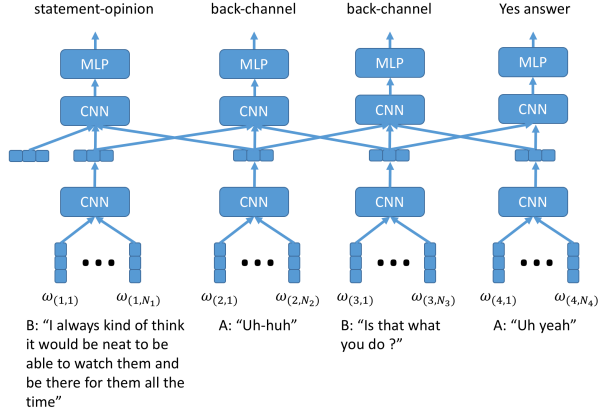 statement-opinion back-channel back-channel Yes answer
MLP MLP MLP MLP
CNN CNN CNN CNN
CNN CNN CNN CNN
ω(1,1) ω(1,N1) ω(2,1) ω(2,N2) ω(3,1) ω(3,N3) ω(4,1) ω(4,N4)
B: “I always kind of think
it would be neat to be
able to watch them and
be there for them all the
time”
A: “Uh-huh”
B: “Is that what
you do ?”
A: “Uh yeah”